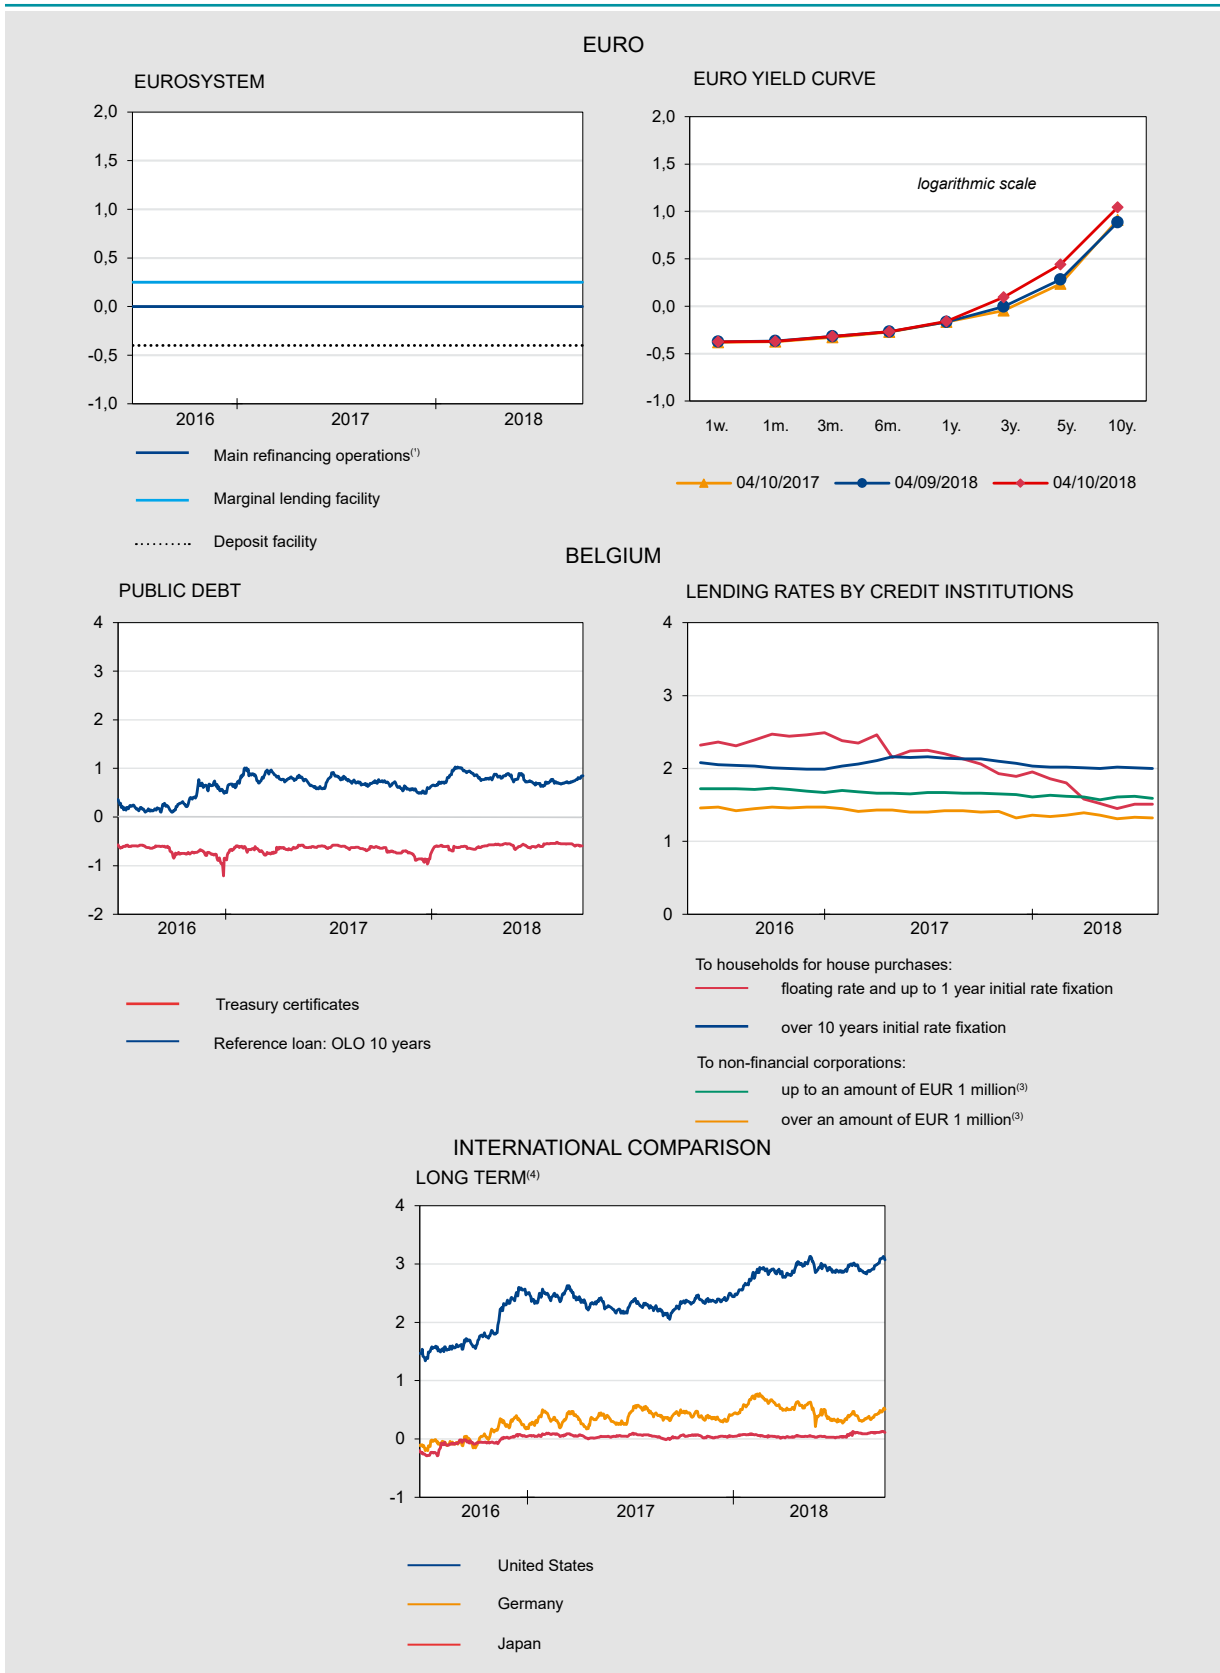 EURO
EUROSYSTEM
2,0
1,5
1,0
0,5
0,0
-0,5
-1,0
2016 2017 2018
Main refinancing operations(1)
Marginal lending facility
Deposit facility
EURO YIELD CURVE
2,0
1,5
1,0
0,5
0,0
-0,5
-1,0
logarithmic scale
1w. 1m. 3m. 6m. 1y. 3y. 5y. 10y.
04/10/2017 04/09/2018 04/10/2018
BELGIUM
PUBLIC DEBT
4
3
2
1
0
-1
-2
2016 2017 2018
Treasury certificates
Reference loan: OLO 10 years
LENDING RATES BY CREDIT INSTITUTIONS
4
3
2
1
0
2016 2017 2018
To households for house purchases:
floating rate and up to 1 year initial rate fixation
over 10 years initial rate fixation
To non-financial corporations:
up to an amount of EUR 1 million(3)
over an amount of EUR 1 million(3)
INTERNATIONAL COMPARISON
LONG TERM(4)
4
3
2
1
0
-1
2016 2017 2018
United States
Germany
Japan